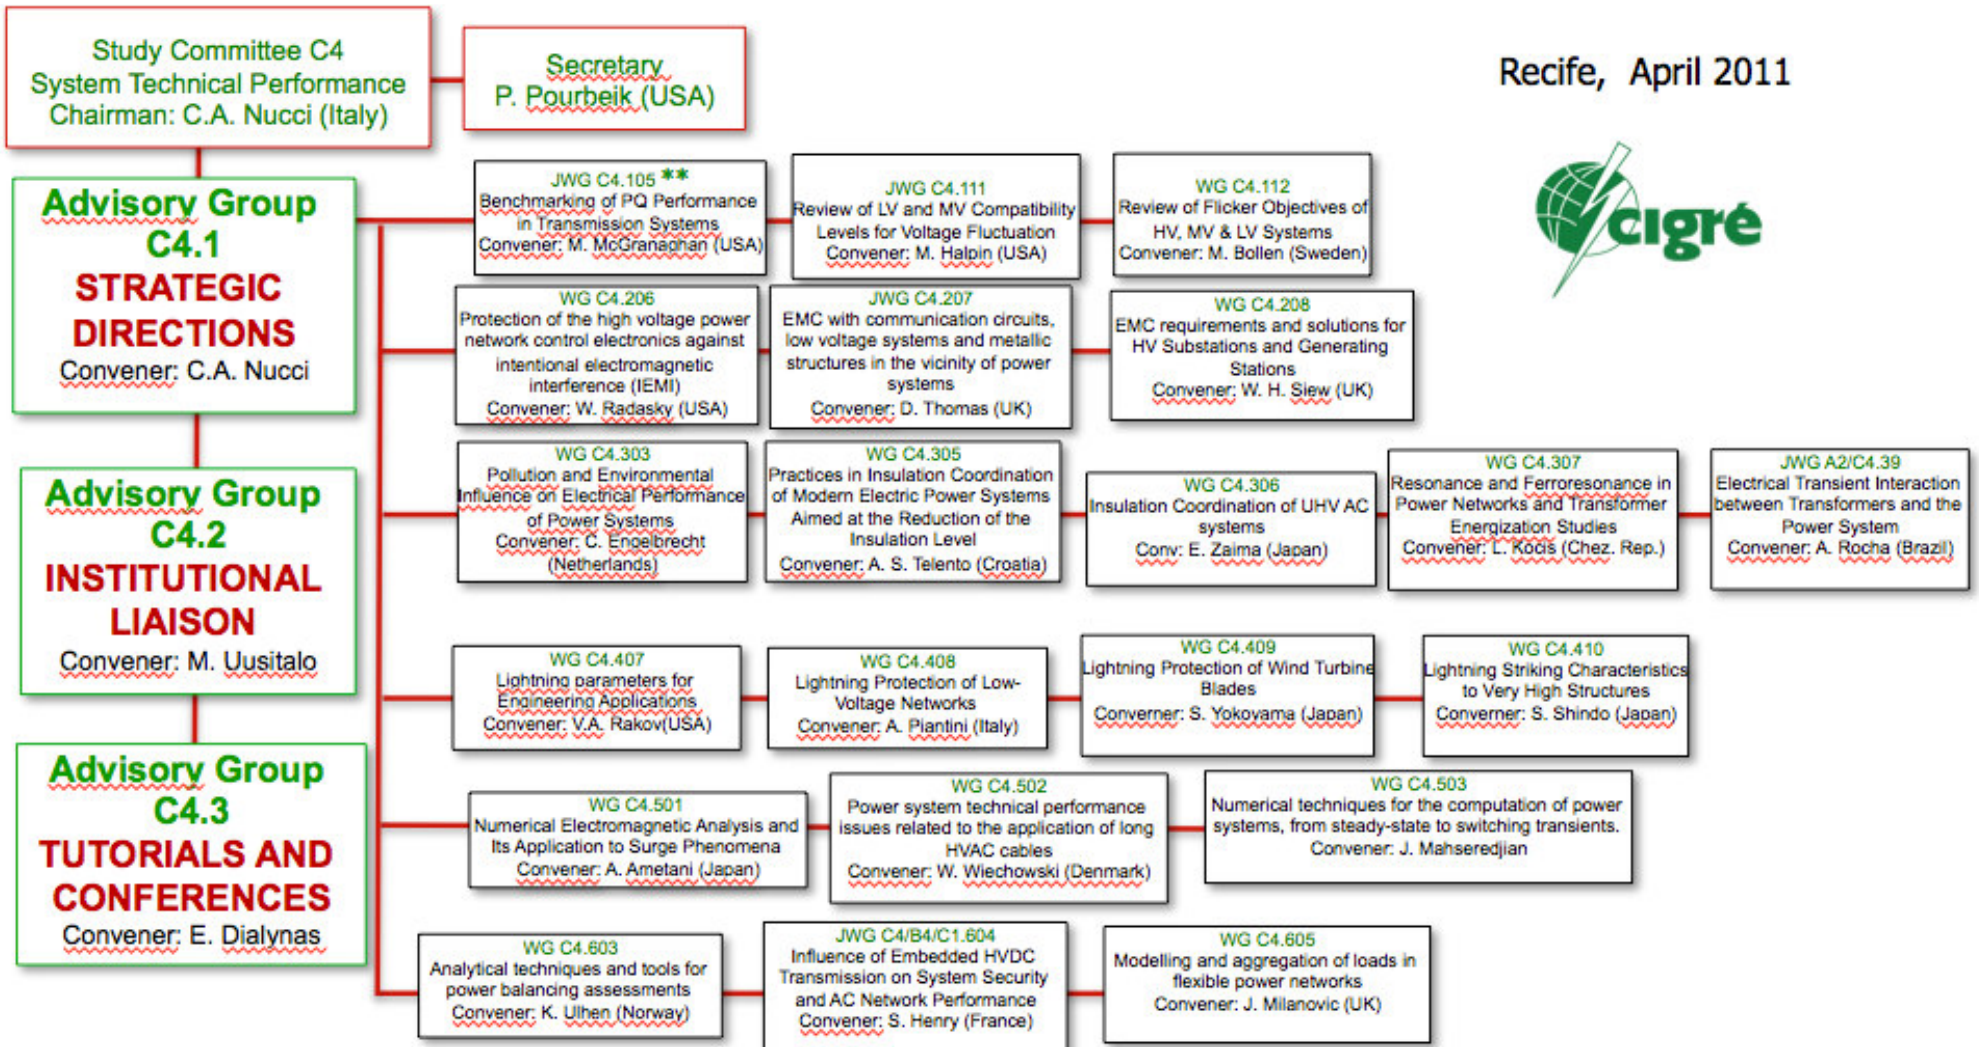 Study Committee C4
System Technical Performance
Chairman: C.A. Nucci (Italy)
Secretary
P. Pourbeik (USA)
Recife, April 2011
cigré
Advisory Group
C4.1
STRATEGIC
DIRECTIONS
Convener: C.A. Nucci
Advisory Group
C4.2
INSTITUTIONAL
LIAISON
Convener: M. Uusitalo
Advisory Group
C4.3
TUTORIALS AND
CONFERENCES
Convener: E. Dialynas
JWG C4.105 **
Benchmarking of PQ Performance
in Transmission Systems
Convener: M. McGranaghan (USA)
JWG C4.111
Review of LV and MV Compatibility
Levels for Voltage Fluctuation
Convener: M. Halpin (USA)
WG C4.112
Review of Flicker Objectives of
HV, MV & LV Systems
Convener: M. Bollen (Sweden)
WG C4.206
Protection of the high voltage power
network control electronics against
intentional electromagnetic
interference (IEMI)
Convener: W. Radasky (USA)
JWG C4.207
EMC with communication circuits,
low voltage systems and metallic
structures in the vicinity of power
systems
Convener: D. Thomas (UK)
WG C4.208
EMC requirements and solutions for
HV Substations and Generating
Stations
Convener: W. H. Siew (UK)
WG C4.303
Pollution and Environmental
Influence on Electrical Performance
of Power Systems
Convener: C. Engelbrecht
(Netherlands)
WG C4.305
Practices in Insulation Coordination
of Modern Electric Power Systems
Aimed at the Reduction of the
Insulation Level
Convener: A. S. Telento (Croatia)
WG C4.306
Insulation Coordination of UHV AC
systems
Conv: E. Zaima (Japan)
WG C4.307
Resonance and Ferroresonance in
Power Networks and Transformer
Energization Studies
Convener: L. Kocis (Chez. Rep.)
JWG A2/C4.39
Electrical Transient Interaction
between Transformers and the
Power System
Convener: A. Rocha (Brazil)
WG C4.407
Lightning parameters for
Engineering Applications
Convener: V.A. Rakov(USA)
WG C4.408
Lightning Protection of Low-
Voltage Networks
Convener: A. Piantini (Italy)
WG C4.409
Lightning Protection of Wind Turbine
Blades
Converner: S. Yokoyama (Japan)
WG C4.410
Lightning Striking Characteristics
to Very High Structures
Converner: S. Shindo (Japan)
WG C4.501
Numerical Electromagnetic Analysis and
Its Application to Surge Phenomena
Convener: A. Ametani (Japan)
WG C4.502
Power system technical performance
issues related to the application of long
HVAC cables
Convener: W. Wiechowski (Denmark)
WG C4.503
Numerical techniques for the computation of power
systems, from steady-state to switching transients.
Convener: J. Mahseredjian
WG C4.603
Analytical techniques and tools for
power balancing assessments
Convener: K. Ulhen (Norway)
JWG C4/B4/C1.604
Influence of Embedded HVDC
Transmission on System Security
and AC Network Performance
Convener: S. Henry (France)
WG C4.605
Modelling and aggregation of loads in
flexible power networks
Convener: J. Milanovic (UK)